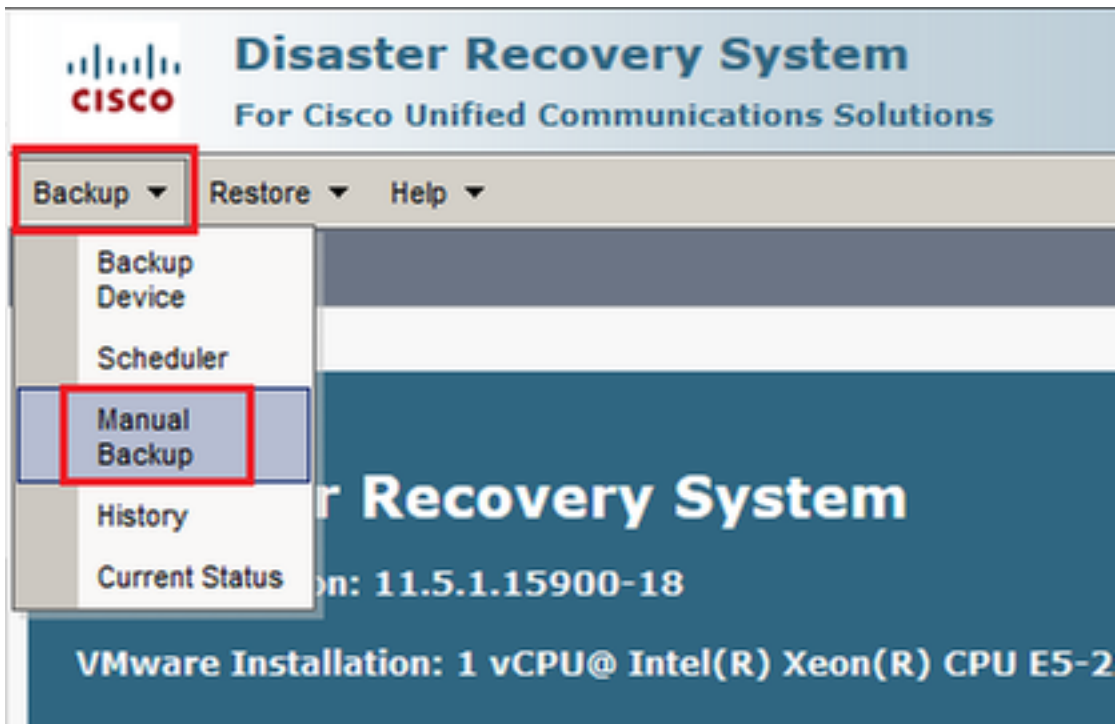 CISCO
Disaster Recovery System
For Cisco Unified Communications Solutions
Backup Restore Help
Backup
Device
Scheduler
Manual
Backup
History
Current Status
r Recovery System
on: 11.5.1.15900-18
VMware Installation: 1 vCPU@ Intel(R) Xeon(R) CPU E5-2